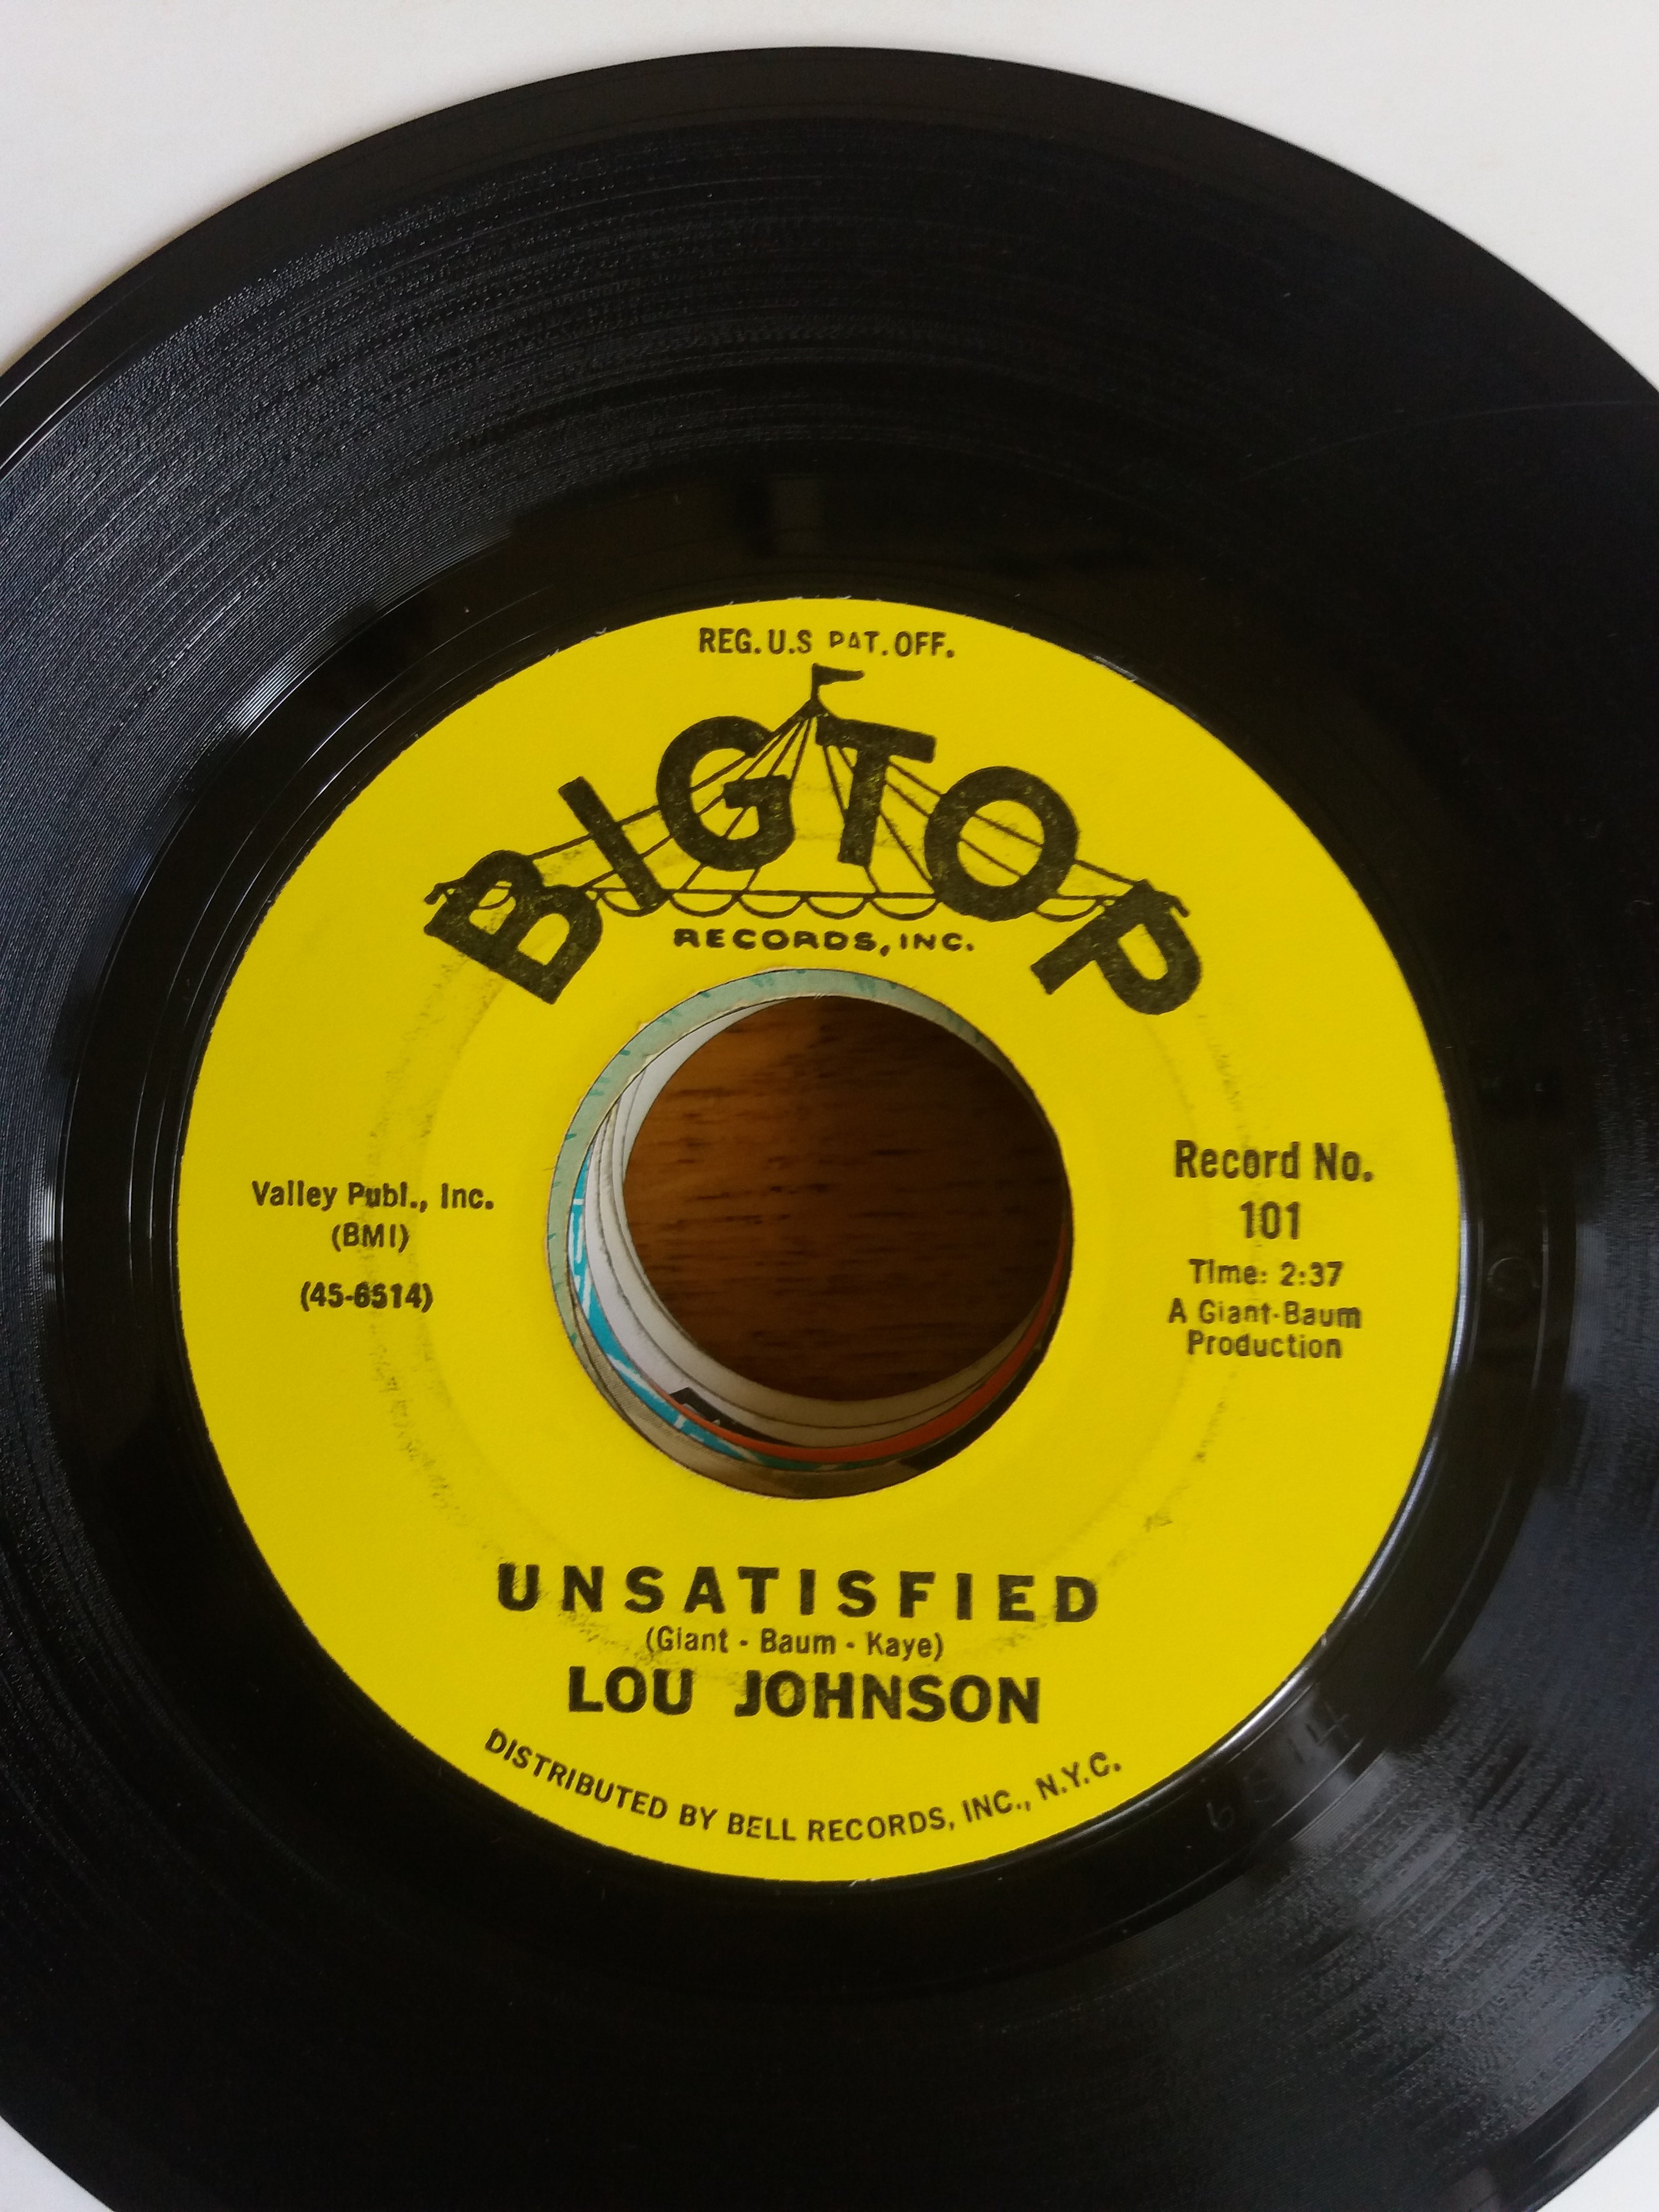 REG. U.S PAT. OFF.
BIGTOP
RECORDS, INC.
Valley Publ., Inc.
(BMI)
(45-6514)
Record No.
101
Time: 2:37
A Giant-Baum
Production
UNSATISFIED
(Giant - Baum - Kaye)
LOU JOHNSON
DISTRIBUTED BY BELL RECORDS, INC., N.Y.C.